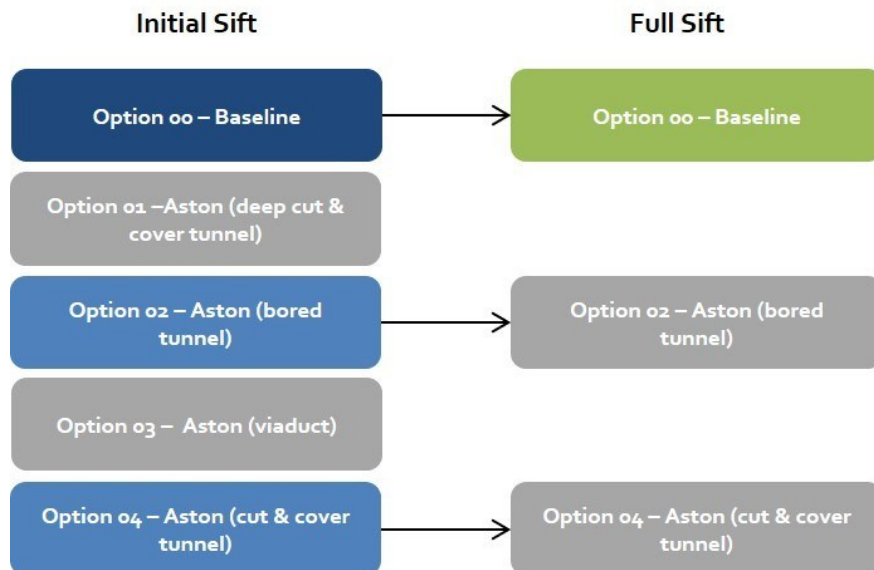 Initial Sift
Full Sift
Option 00 – Baseline
Option 00 – Baseline
Option 01 –Aston (deep cut &
cover tunnel)
Option 02 – Aston (bored
tunnel)
Option 02 – Aston (bored
tunnel)
Option 03 – Aston (viaduct)
Option 04 – Aston (cut & cover
tunnel)
Option 04 – Aston (cut & cover
tunnel)